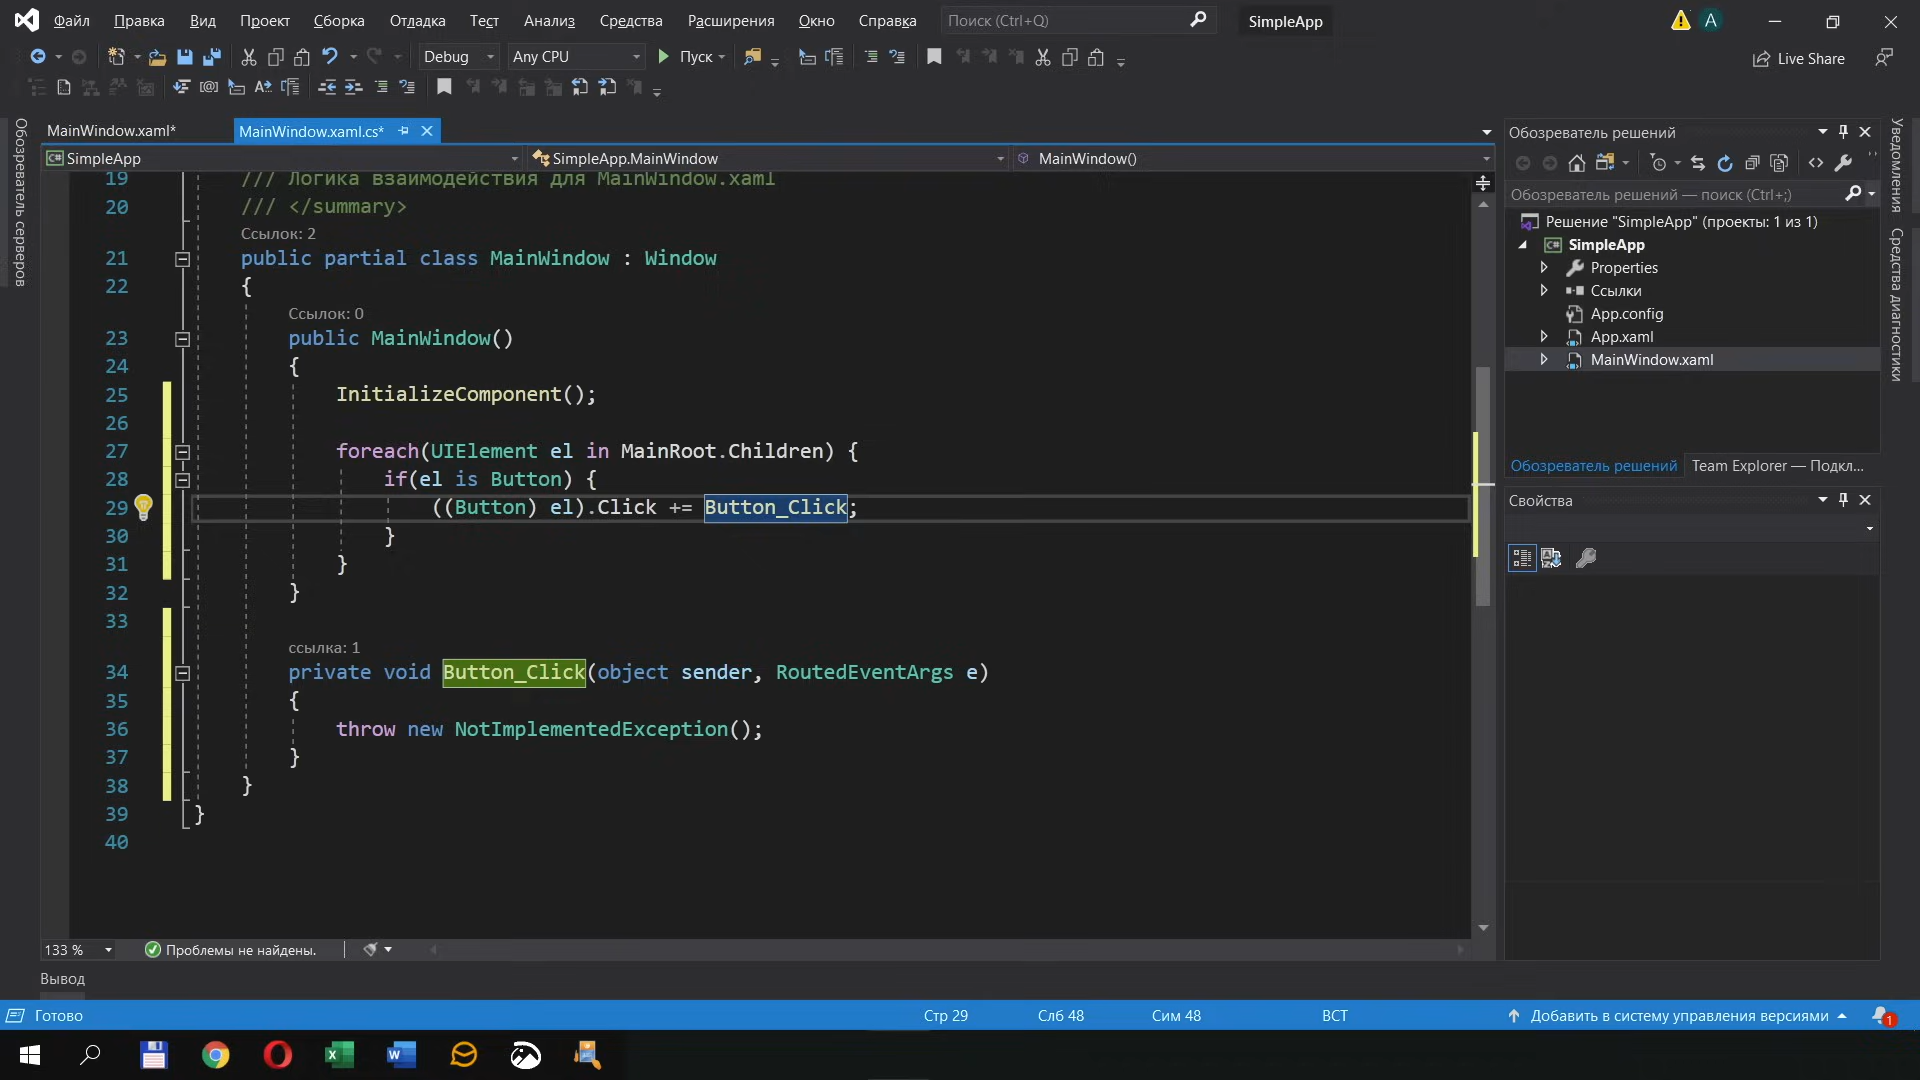 Файл Правка Вид Проект Сборка Отладка Тест Анализ Средства Расширения Окно Справка Поиск (Ctrl+Q) SimpleApp A
Debug Any CPU Пуск Live Share
Обозреватель серверов
MainWindow.xaml* MainWindow.xaml.cs*
SimpleApp SimpleApp.MainWindow MainWindow()
19 /// Логика взаимодействия для MainWindow.xaml
20 /// </summary>
Ссылок: 2
21 public partial class MainWindow : Window
22 {
Ссылок: 0
23 public MainWindow()
24 {
25 InitializeComponent();
26
27 foreach(UIElement el in MainRoot.Children) {
28 if(el is Button) {
29 ((Button) el).Click += Button_Click;
30 }
31 }
32 }
33
ссылка: 1
34 private void Button_Click(object sender, RoutedEventArgs e)
35 {
36 throw new NotImplementedException();
37 }
38 }
39 }
40
133 % Проблемы не найдены.
Вывод
Обозреватель решений
Обозреватель решений — поиск (Ctrl+;)
Решение "SimpleApp" (проекты: 1 из 1)
C# SimpleApp
Properties
Ссылки
App.config
App.xaml
MainWindow.xaml
Обозреватель решений Team Explorer — Подкл...
Свойства
Уведомления
Средства диагностики
Готово Стр 29 Слб 48 Сим 48 ВСТ Добавить в систему управления версиями 1